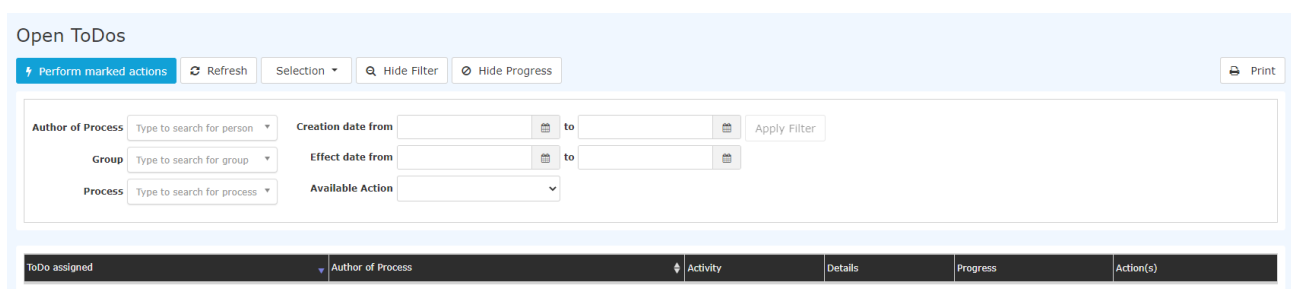 Open ToDos
Perform marked actions Refresh Selection Hide Filter Hide Progress Print
Author of Process Type to search for person Creation date from to Apply Filter
Group Type to search for group Effect date from to
Process Type to search for process Available Action
ToDo assigned Author of Process Activity Details Progress Action(s)